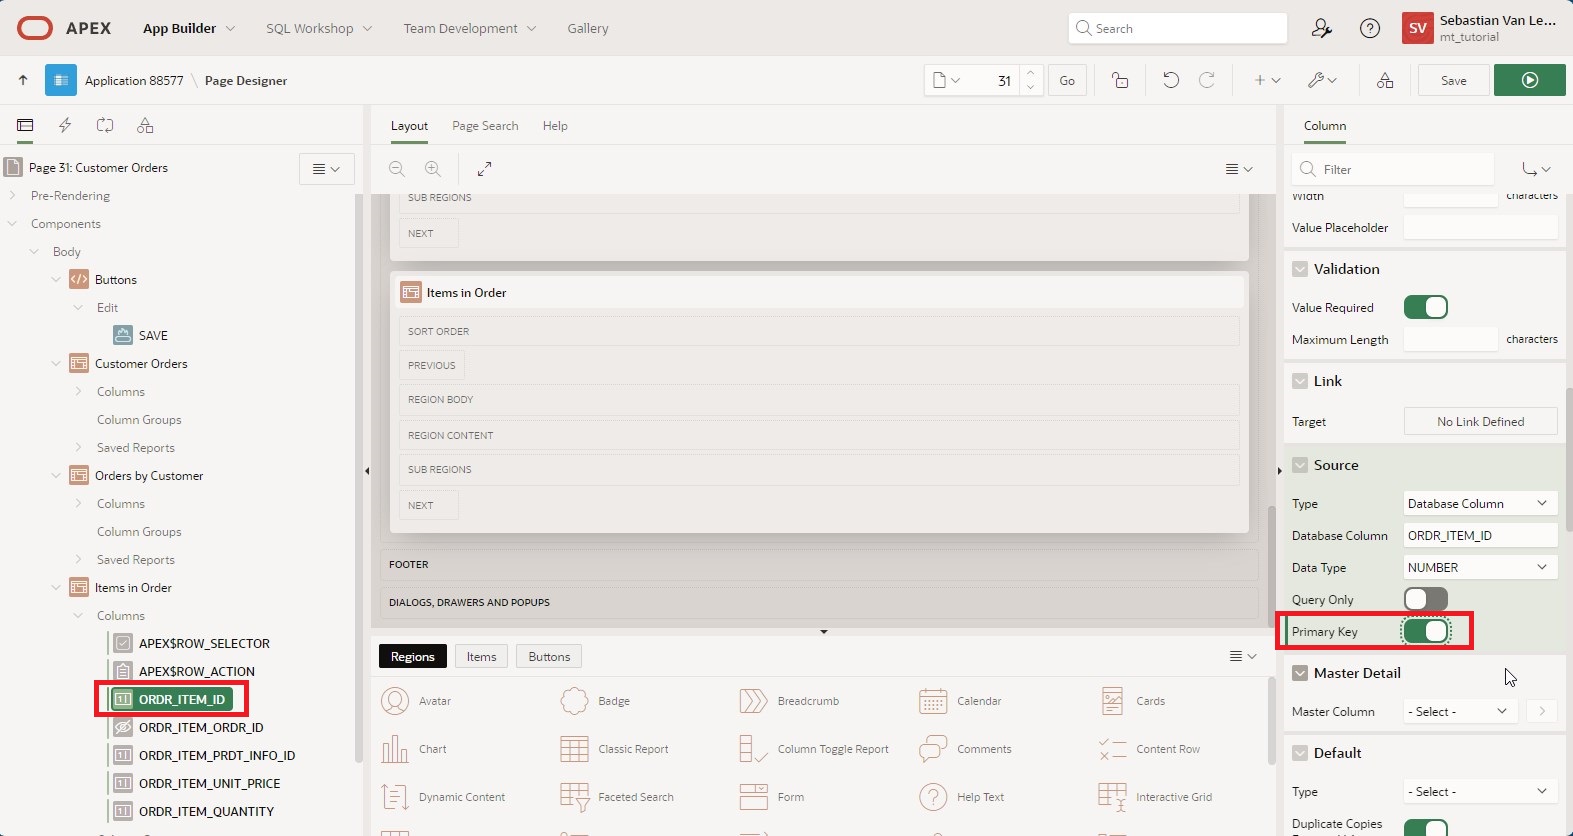 APEX
App Builder
SQL Workshop
Team Development
Gallery
Search
SV
Sebastian Van Le...
mt_tutorial
Application 88577 \ Page Designer
31
Go
Save
Layout
Page Search
Help
Column
Page 31: Customer Orders
Pre-Rendering
Components
Body
Buttons
Edit
SAVE
Customer Orders
Columns
Column Groups
Saved Reports
Orders by Customer
Columns
Column Groups
Saved Reports
Items in Order
Columns
APEX$ROW_SELECTOR
APEX$ROW_ACTION
ORDR_ITEM_ID
ORDR_ITEM_ORDR_ID
ORDR_ITEM_PRDT_INFO_ID
ORDR_ITEM_UNIT_PRICE
ORDR_ITEM_QUANTITY
SUB REGIONS
NEXT
Items in Order
SORT ORDER
PREVIOUS
REGION BODY
REGION CONTENT
SUB REGIONS
NEXT
FOOTER
DIALOGS, DRAWERS AND POPUPS
Regions
Items
Buttons
Avatar
Badge
Breadcrumb
Calendar
Cards
Chart
Classic Report
Column Toggle Report
Comments
Content Row
Dynamic Content
Faceted Search
Form
Help Text
Interactive Grid
Filter
Width
characters
Value Placeholder
Validation
Value Required
Maximum Length
characters
Link
Target
No Link Defined
Source
Type
Database Column
Database Column
ORDR_ITEM_ID
Data Type
NUMBER
Query Only
Primary Key
Master Detail
Master Column
- Select -
Default
Type
- Select -
Duplicate Copies